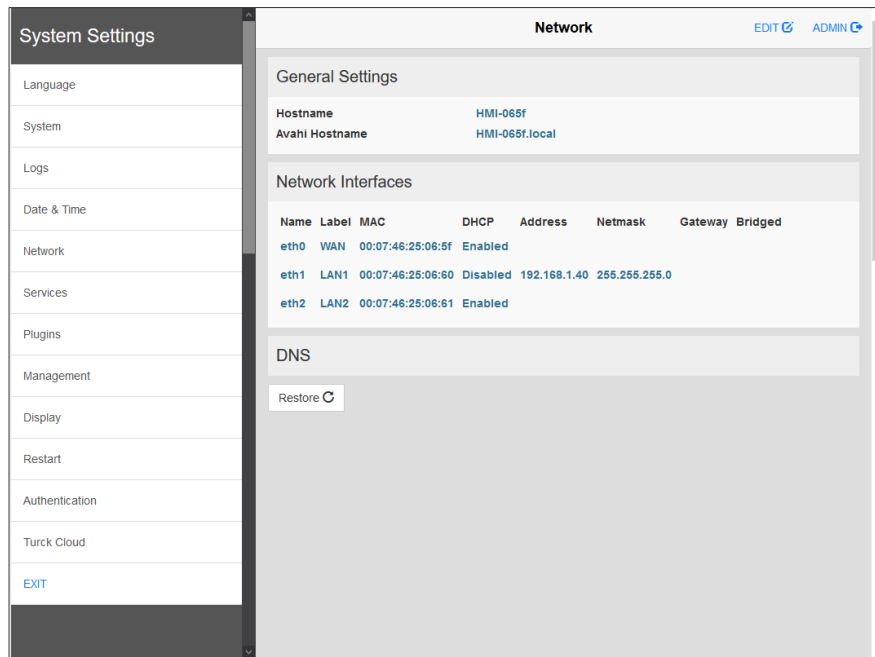 System Settings
Language
System
Logs
Date & Time
Network
Services
Plugins
Management
Display
Restart
Authentication
Turck Cloud
EXIT
Network EDIT ADMIN
General Settings
Hostname HMI-065f
Avahi Hostname HMI-065f.local
Network Interfaces
Name Label MAC DHCP Address Netmask Gateway Bridged
eth0 WAN 00:07:46:25:06:5f Enabled
eth1 LAN1 00:07:46:25:06:60 Disabled 192.168.1.40 255.255.255.0
eth2 LAN2 00:07:46:25:06:61 Enabled
DNS
Restore